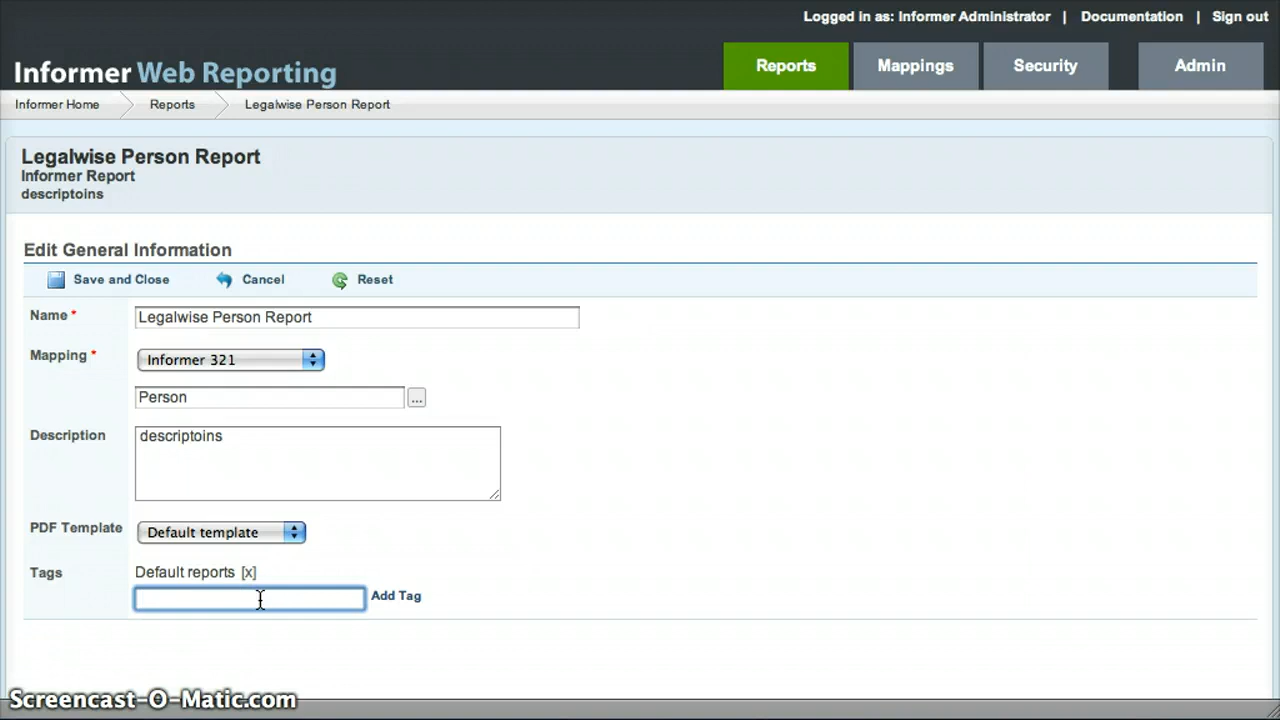 Logged in as: Informer Administrator | Documentation | Sign out
Informer Web Reporting
Reports Mappings Security Admin
Informer Home Reports Legalwise Person Report
Legalwise Person Report
Informer Report
descriptoins
Edit General Information
Save and Close Cancel Reset
Name * Legalwise Person Report
Mapping * Informer 321
Person ...
Description descriptoins
PDF Template Default template
Tags Default reports [x]
Add Tag
Screencast-O-Matic.com